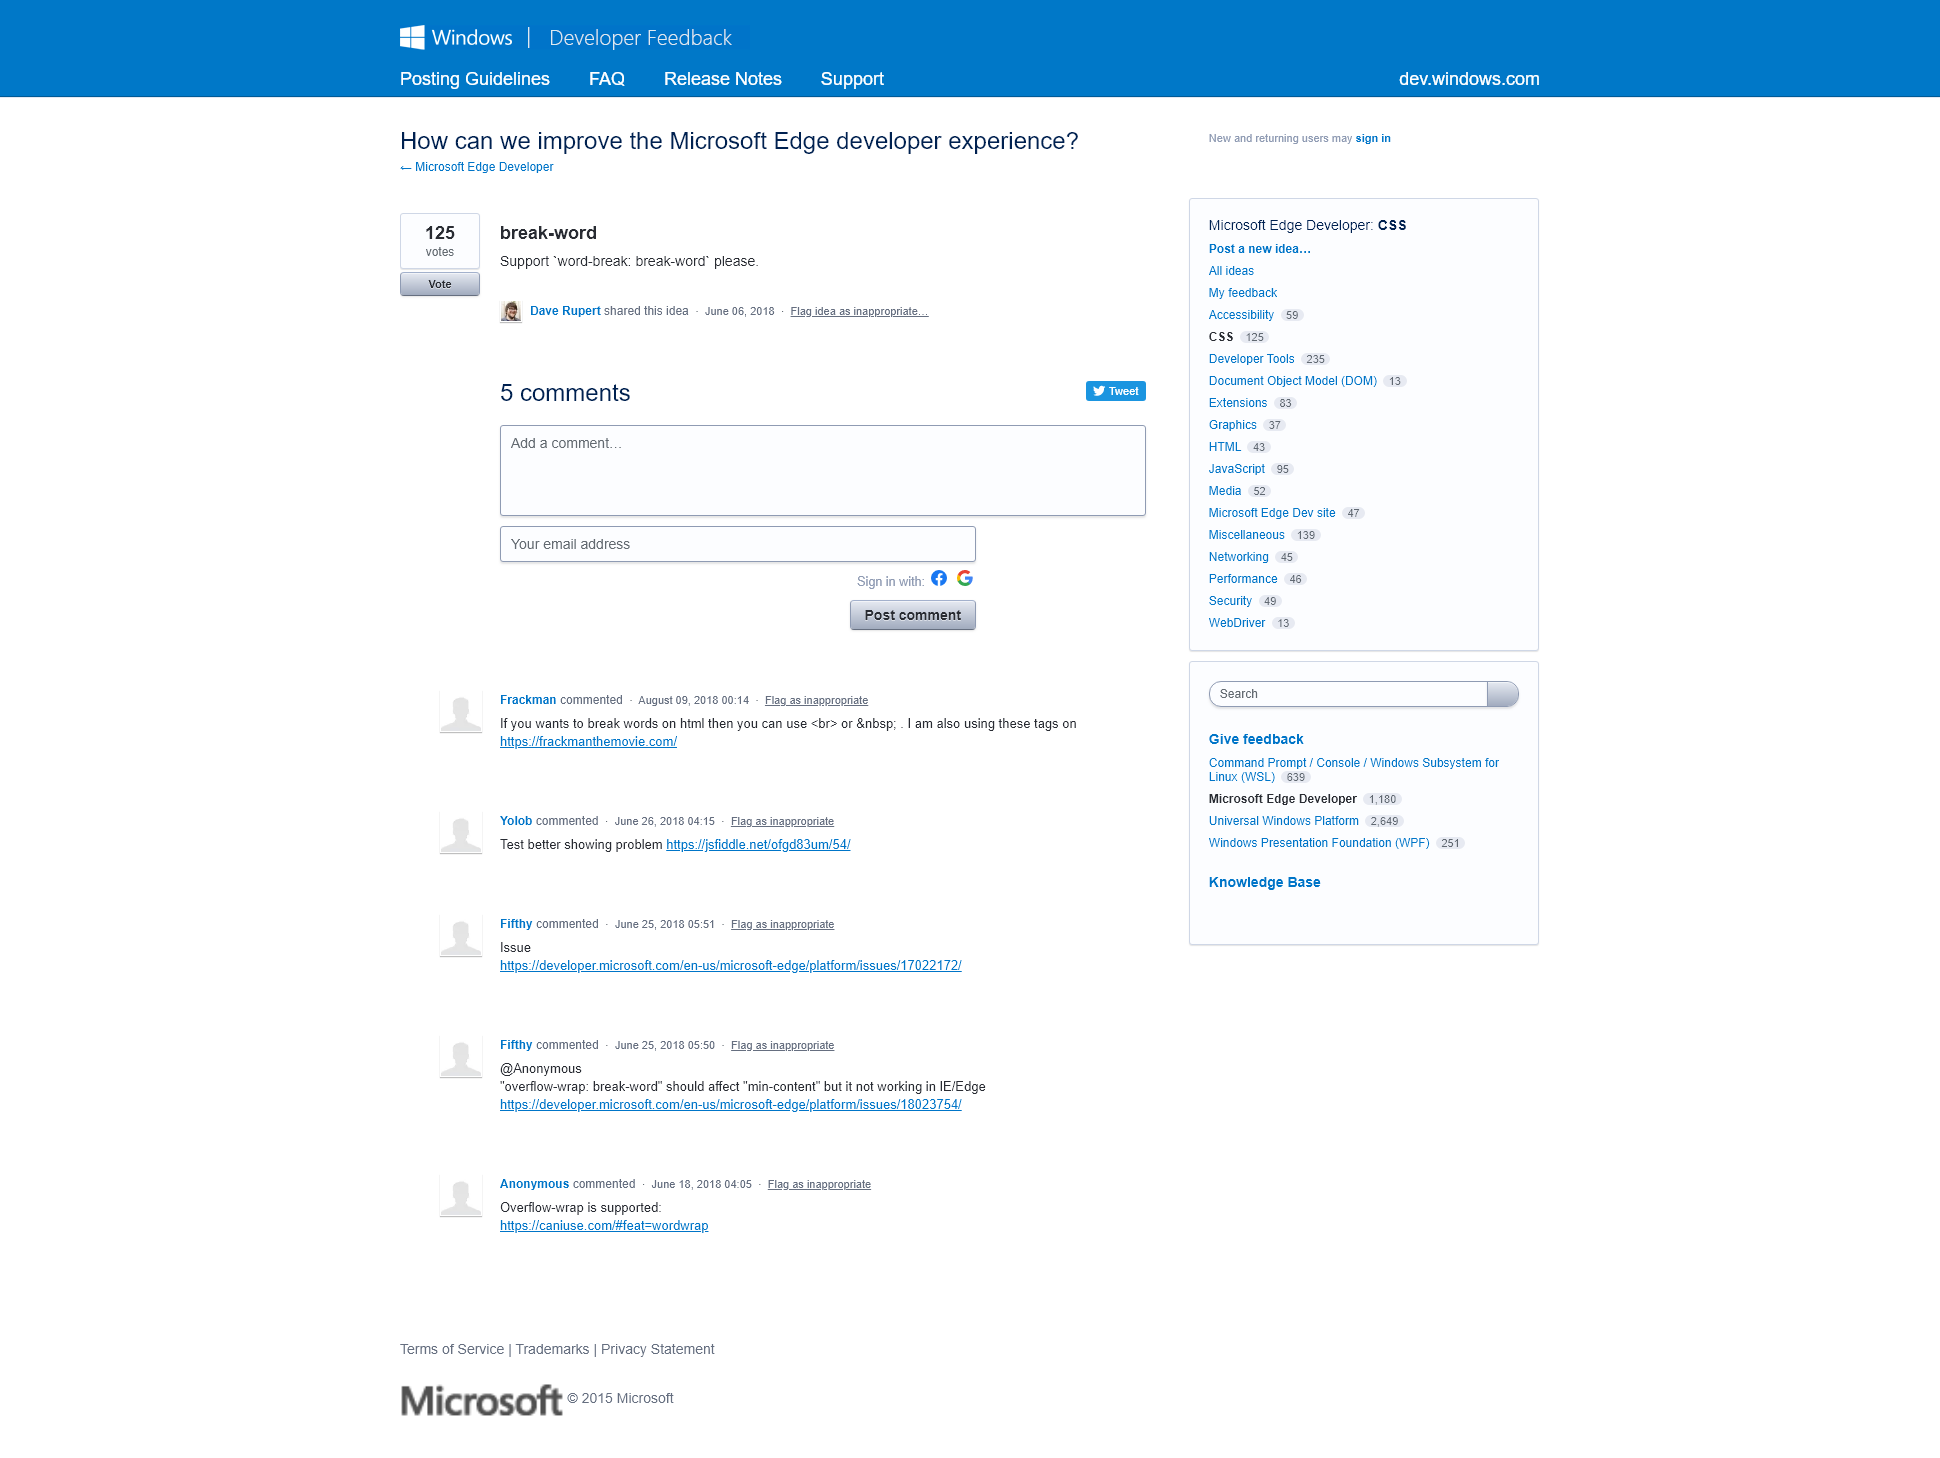 Windows | Developer Feedback
Posting Guidelines FAQ Release Notes Support dev.windows.com
How can we improve the Microsoft Edge developer experience?
← Microsoft Edge Developer
New and returning users may sign in
125
votes
Vote
break-word
Support `word-break: break-word` please.
Dave Rupert shared this idea · June 06, 2018 · Flag idea as inappropriate…
5 comments
Tweet
Add a comment…
Your email address
Sign in with:
Post comment
Frackman commented · August 09, 2018 00:14 · Flag as inappropriate
If you wants to break words on html then you can use <br> or &nbsp; . I am also using these tags on
https://frackmanthemovie.com/
Yolob commented · June 26, 2018 04:15 · Flag as inappropriate
Test better showing problem https://jsfiddle.net/ofgd83um/54/
Fifthy commented · June 25, 2018 05:51 · Flag as inappropriate
Issue
https://developer.microsoft.com/en-us/microsoft-edge/platform/issues/17022172/
Fifthy commented · June 25, 2018 05:50 · Flag as inappropriate
@Anonymous
"overflow-wrap: break-word" should affect "min-content" but it not working in IE/Edge
https://developer.microsoft.com/en-us/microsoft-edge/platform/issues/18023754/
Anonymous commented · June 18, 2018 04:05 · Flag as inappropriate
Overflow-wrap is supported:
https://caniuse.com/#feat=wordwrap
Microsoft Edge Developer: CSS
Post a new idea…
All ideas
My feedback
Accessibility 59
CSS 125
Developer Tools 235
Document Object Model (DOM) 13
Extensions 83
Graphics 37
HTML 43
JavaScript 95
Media 52
Microsoft Edge Dev site 47
Miscellaneous 139
Networking 45
Performance 46
Security 49
WebDriver 13
Search
Give feedback
Command Prompt / Console / Windows Subsystem for
Linux (WSL) 639
Microsoft Edge Developer 1,180
Universal Windows Platform 2,649
Windows Presentation Foundation (WPF) 251
Knowledge Base
Terms of Service | Trademarks | Privacy Statement
Microsoft © 2015 Microsoft